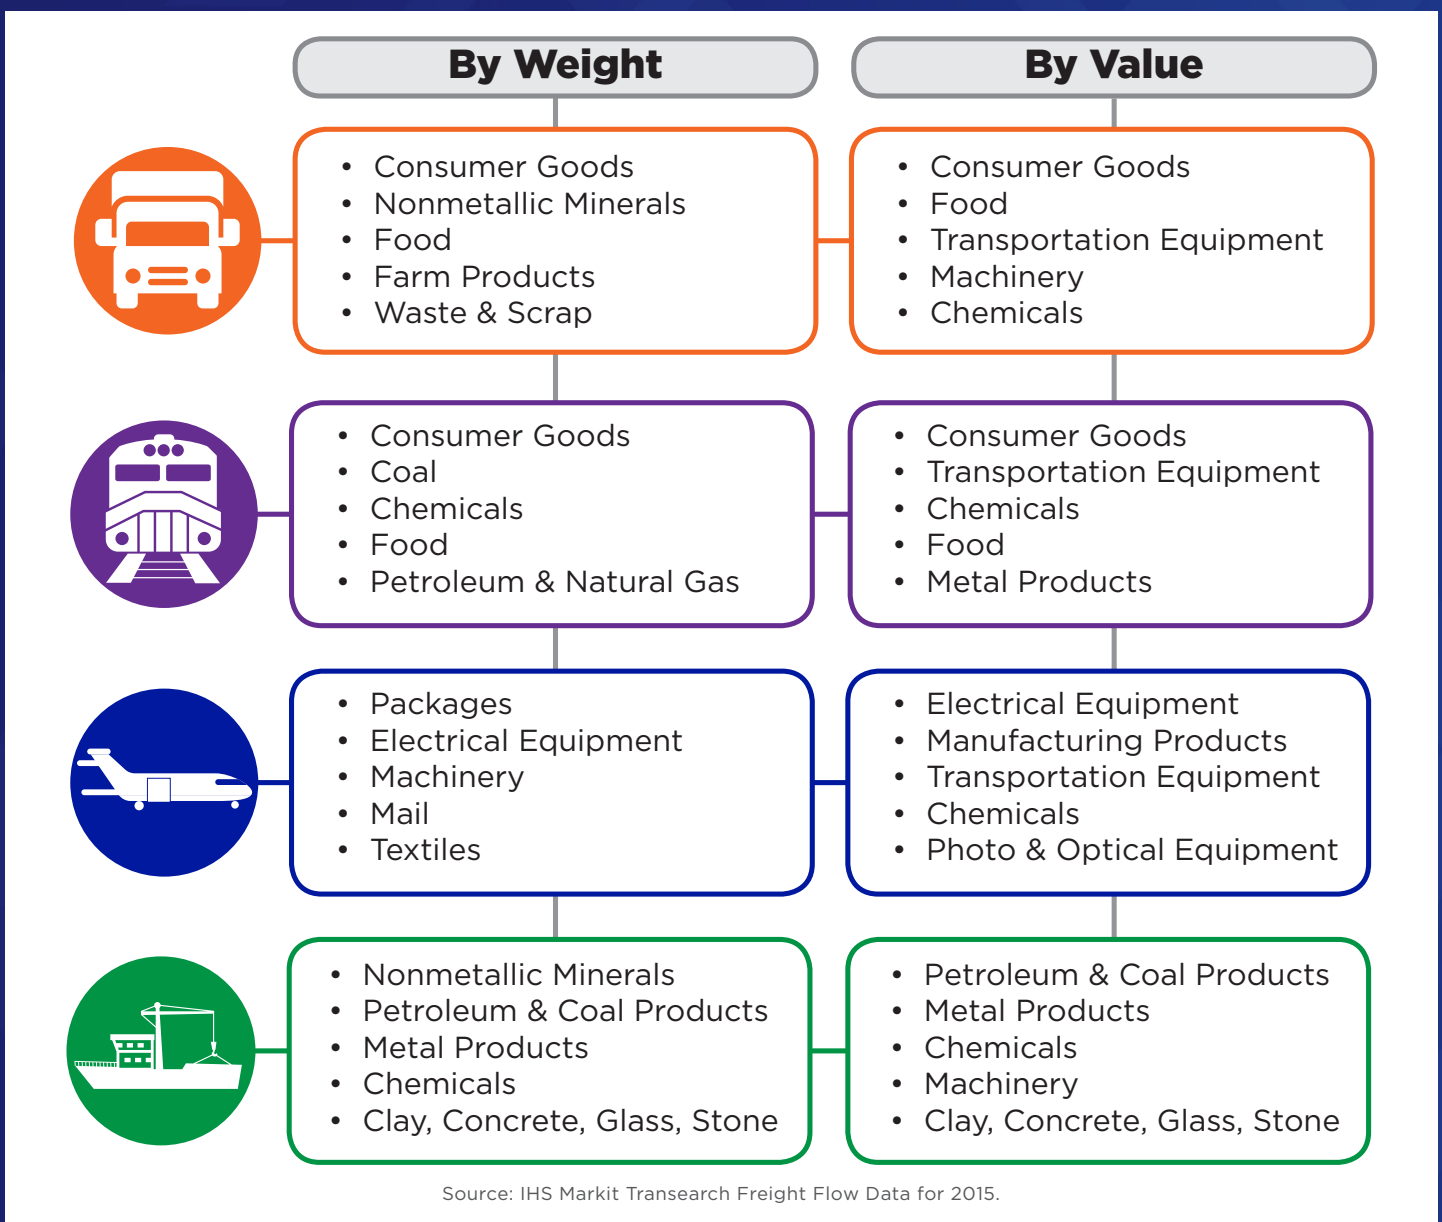 By Weight
By Value
• Consumer Goods
• Nonmetallic Minerals
• Food
• Farm Products
• Waste & Scrap
• Consumer Goods
• Food
• Transportation Equipment
• Machinery
• Chemicals
• Consumer Goods
• Coal
• Chemicals
• Food
• Petroleum & Natural Gas
• Consumer Goods
• Transportation Equipment
• Chemicals
• Food
• Metal Products
• Packages
• Electrical Equipment
• Machinery
• Mail
• Textiles
• Electrical Equipment
• Manufacturing Products
• Transportation Equipment
• Chemicals
• Photo & Optical Equipment
• Nonmetallic Minerals
• Petroleum & Coal Products
• Metal Products
• Chemicals
• Clay, Concrete, Glass, Stone
• Petroleum & Coal Products
• Metal Products
• Chemicals
• Machinery
• Clay, Concrete, Glass, Stone
Source: IHS Markit Transearch Freight Flow Data for 2015.